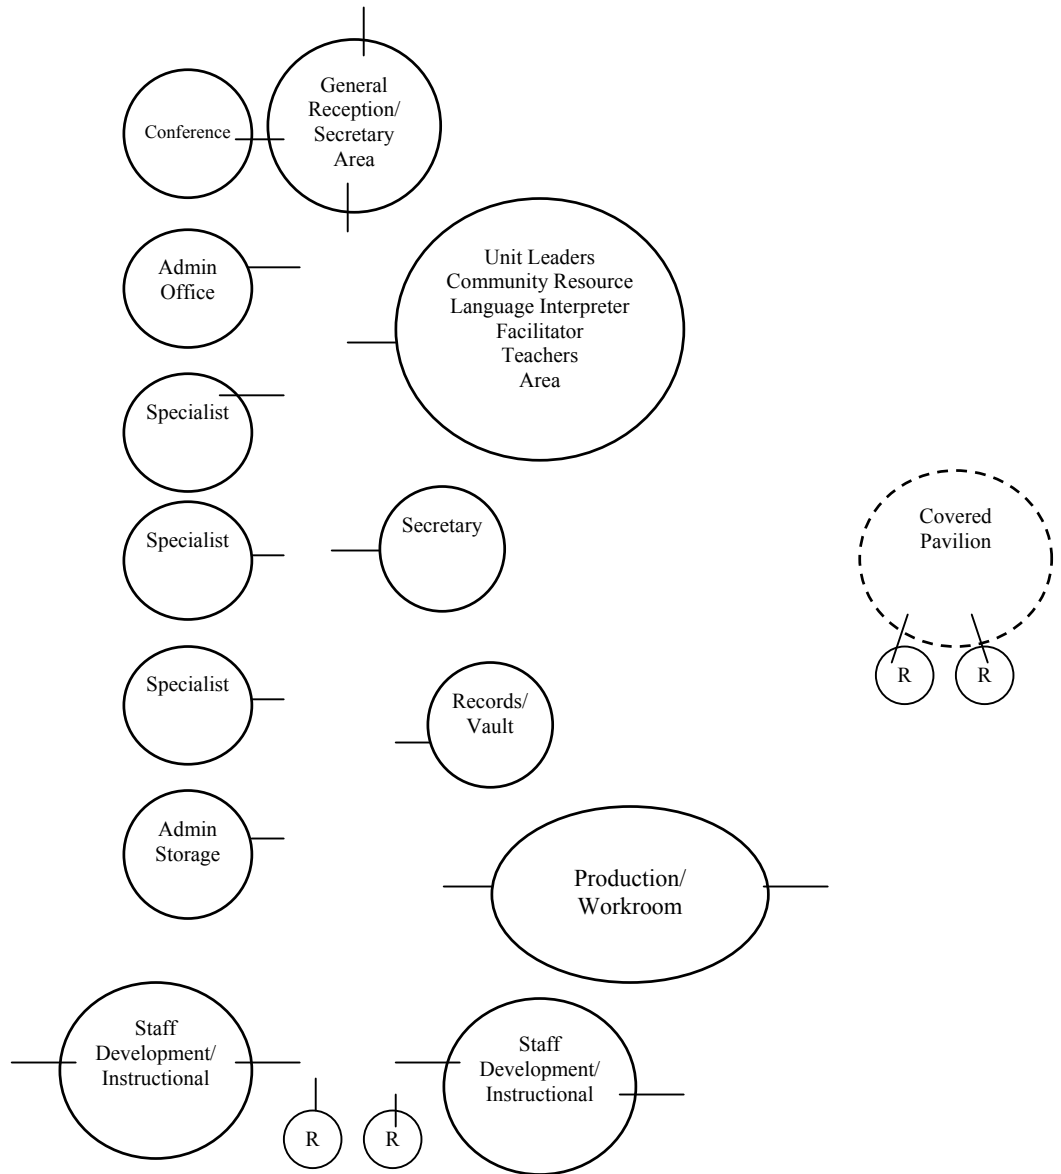 General
Reception/
Secretary
Area
Conference
Unit Leaders
Community Resource
Language Interpreter
Facilitator
Teachers
Area
Admin
Office
Specialist
Secretary
Covered
Pavilion
Specialist
R
R
Specialist
Records/
Vault
Admin
Storage
Production/
Workroom
Staff
Development/
Instructional
Staff
Development/
Instructional
R
R